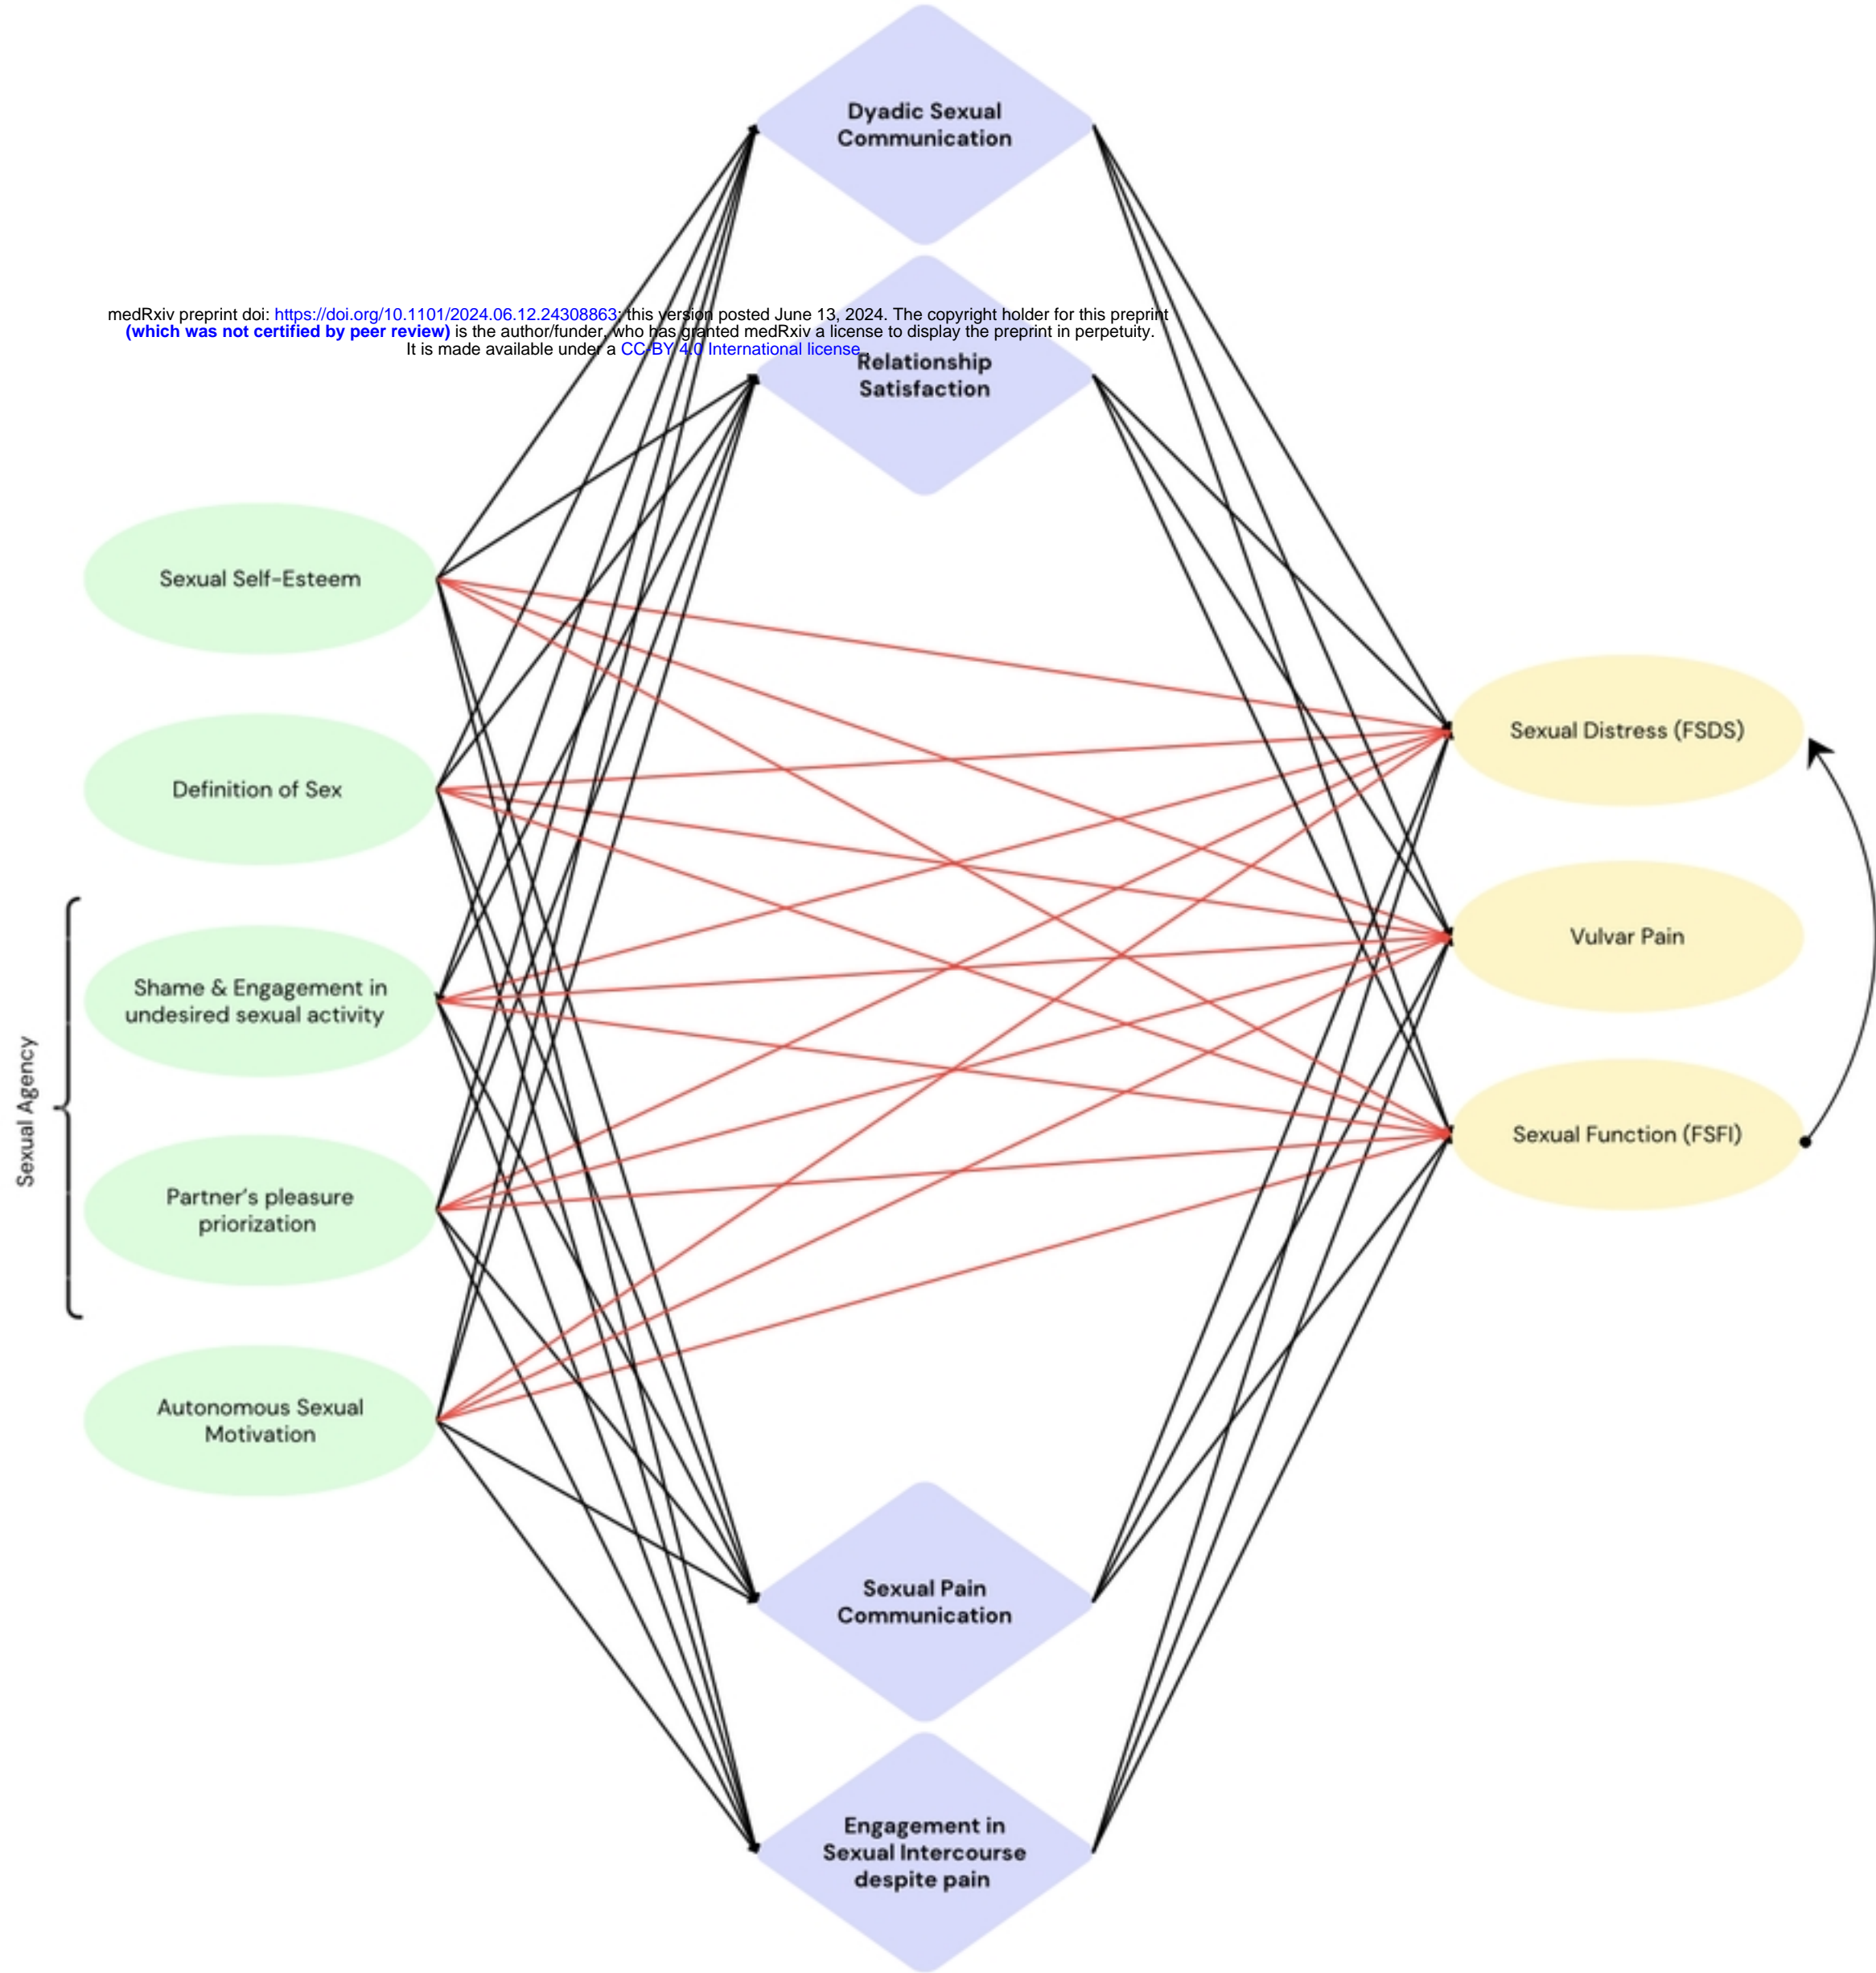 Dyadic Sexual
Communication
medRxiv preprint doi: https://doi.org/10.1101/2024.06.12.24308863; this version posted June 13, 2024. The copyright holder for this preprint
(which was not certified by peer review) is the author/funder, who has granted medRxiv a license to display the preprint in perpetuity.
It is made available under a CC-BY 4.0 International license.
Relationship
Satisfaction
Sexual Self-Esteem
Definition of Sex
Shame & Engagement in
undesired sexual activity
Partner's pleasure
priorization
Autonomous Sexual
Motivation
Sexual Agency
Sexual Distress (FSDS)
Vulvar Pain
Sexual Function (FSFI)
Sexual Pain
Communication
Engagement in
Sexual Intercourse
despite pain